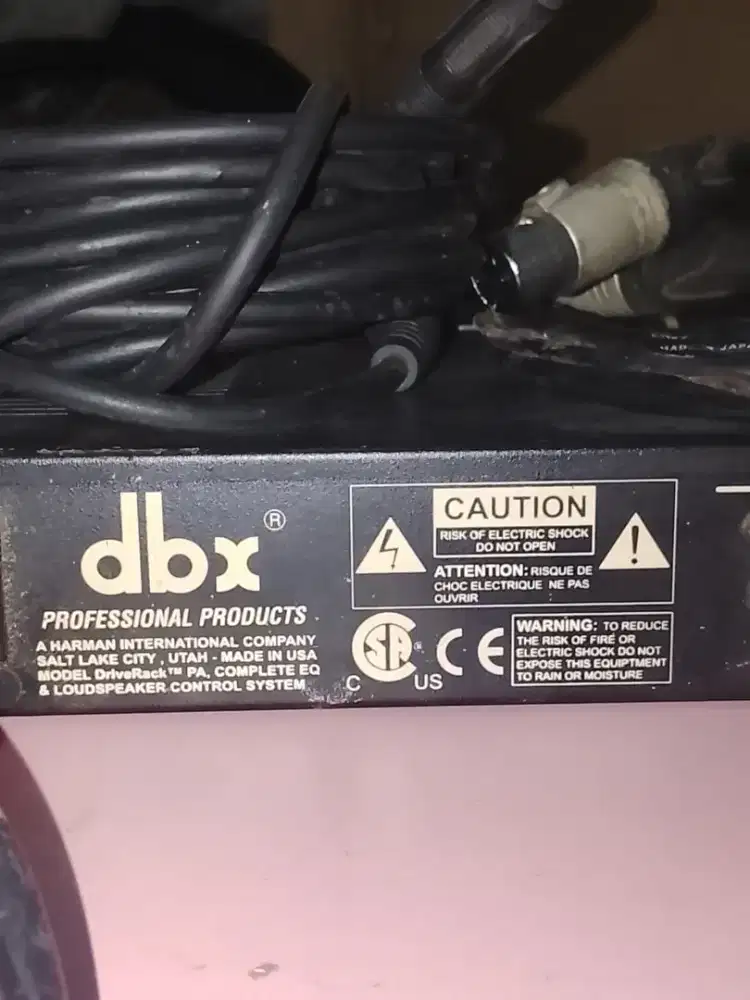 JAPA
dbx®
PROFESSIONAL PRODUCTS
A HARMAN INTERNATIONAL COMPANY
SALT LAKE CITY , UTAH - MADE IN USA
MODEL DriveRack™ PA, COMPLETE EQ
& LOUDSPEAKER CONTROL SYSTEM
CAUTION
RISK OF ELECTRIC SHOCK
DO NOT OPEN
ATTENTION: RISQUE DE
CHOC ELECTRIQUE NE PAS
OUVRIR
C SA ® US
CE
WARNING: TO REDUCE
THE RISK OF FIRE OR
ELECTRIC SHOCK DO NOT
EXPOSE THIS EQUIPTMENT
TO RAIN OR MOISTURE